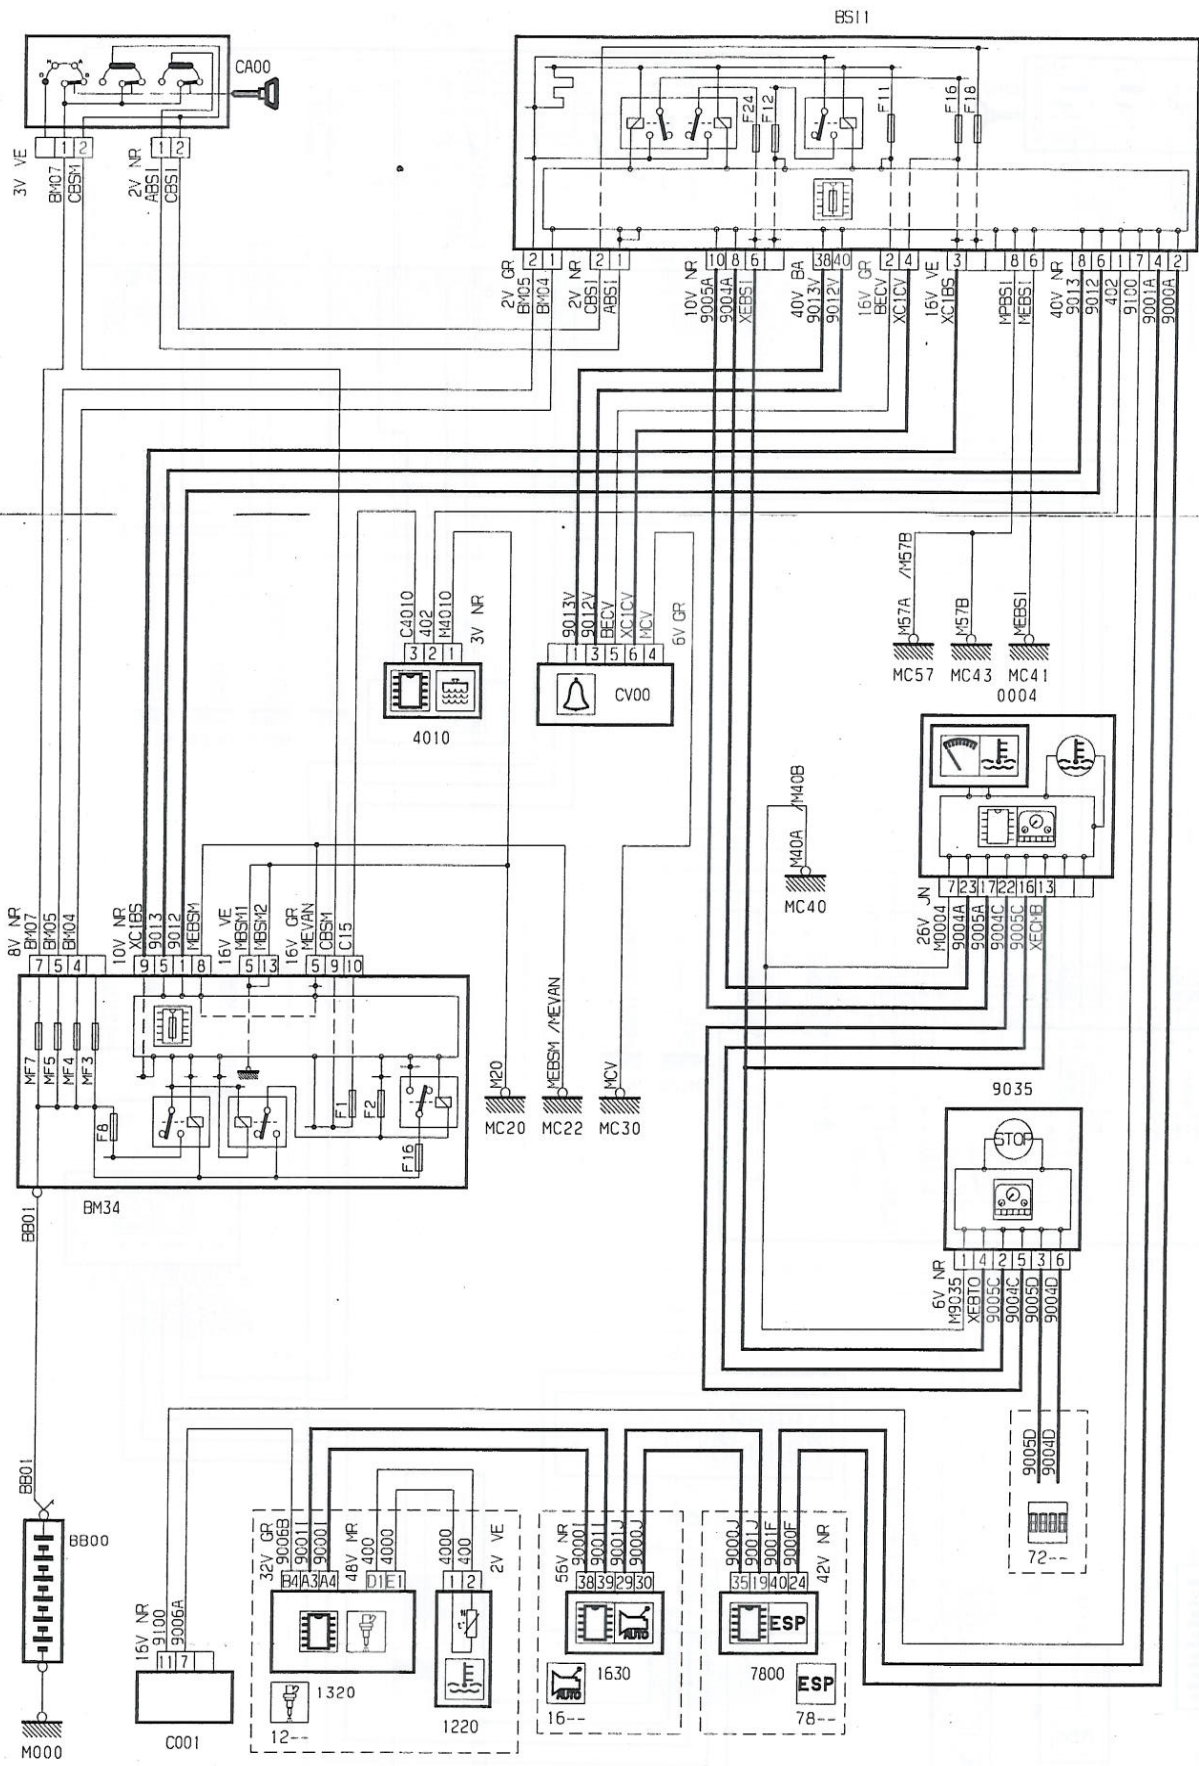 BSI1
CA00
3V VE
BM07
CBSM
2V NR
ABSI
CBSI
1
2
1
2
F24
F12
F11
F16
F18
2
1
2
1
10
8
6
38
40
2
4
3
8
6
8
6
1
7
4
2
2V GR
BM05
BM04
2V NR
CBSI
ABSI
10V NR
9005A
9004A
XEBSI
40V BA
9013V
9012V
16V GR
BECV
XC1CV
16V VE
XC1BS
MPBSI
MEBSI
40V NR
9013
9012
402
9100
9001A
9000A
C4010
402
M4010
3V NR
3
2
1
4010
9013V
9012V
BECV
XC1CV
MCV
6V GR
1
3
5
6
4
CV00
M57A /M57B
M57B
MEBSI
MC57
MC43
MC41
0004
M40A /M40B
MC40
7
23
17
22
16
13
26V JN
M0004
9004A
9005A
9004C
9005C
XECMB
8V NR
BM07
BM05
BM04
10V NR
XC1BS
9013
9012
MEBSM
16V VE
MBSM1
MBSM2
16V GR
MEVAN
CBSM
C15
7
5
4
9
5
1
8
5
13
5
9
10
MF7
MF5
MF4
MF3
F8
F1
F2
F16
BM34
M20
MEBSM /MEVAN
MCV
MC20
MC22
MC30
9035
STOP
1
4
2
5
3
6
6V NR
M9035
XEBTO
9005C
9004C
9005D
9004D
BB01
BB01
BB00
M000
9005D
9004D
72--
16V NR
9100
9006A
11
7
C001
32V GR
9006B
9001I
9000I
48V MR
400
4000
4000
400
2V VE
B4
A3
A4
D1
E1
1
2
1320
12--
1220
55V NR
9000I
9001I
9001J
9000J
38
39
29
30
AUTO
1630
AUTO
16--
9000J
9001J
9001F
9000F
42V NR
35
19
40
24
ESP
7800
ESP
78--